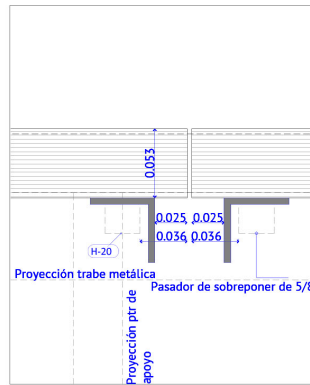 0.053
0.025 0.025
0.036 0.036
H-20
Proyección trabe metálica
Pasador de sobreponer de 5/8
Proyección ptr de
apoyo